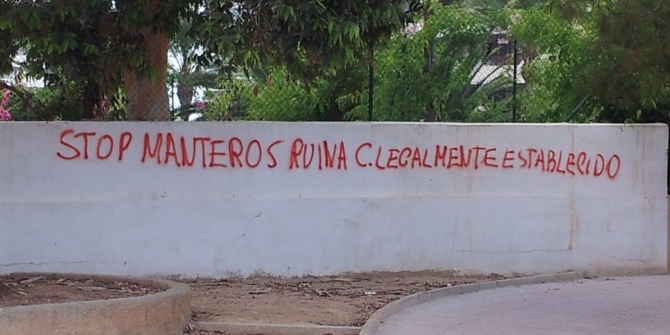 STOP MANTEROS RUINA C.LEGALMENTE ESTABLECIDO